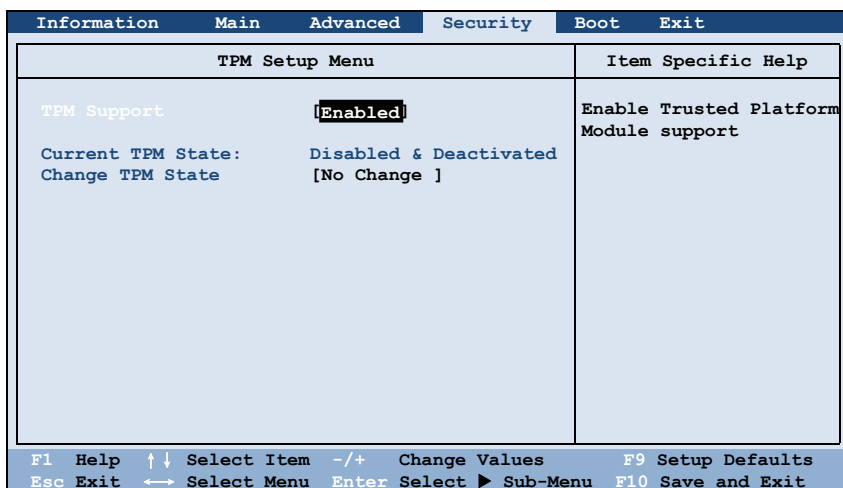 Information Main Advanced Security Boot Exit
TPM Setup Menu
Item Specific Help
TPM Support [Enabled]
Enable Trusted Platform
Module support
Current TPM State: Disabled & Deactivated
Change TPM State [No Change ]
F1 Help ↑↓ Select Item -/+ Change Values F9 Setup Defaults
Esc Exit ←→ Select Menu Enter Select ▶ Sub-Menu F10 Save and Exit